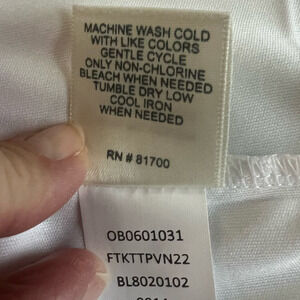 MACHINE WASH COLD
WITH LIKE COLORS
GENTLE CYCLE
ONLY NON-CHLORINE
BLEACH WHEN NEEDED
TUMBLE DRY LOW
COOL IRON
WHEN NEEDED
RN # 81700
OB0601031
FTKTTPVN22
BL8020102